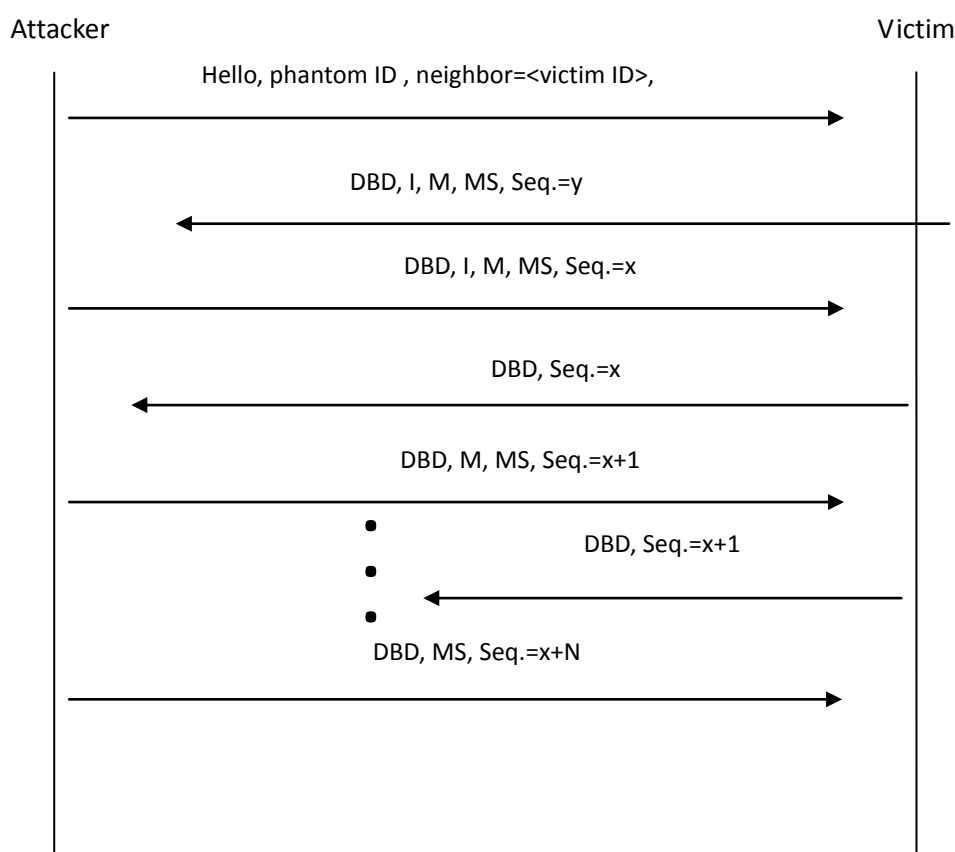 Attacker
Victim
Hello, phantom ID , neighbor=<victim ID>,
DBD, I, M, MS, Seq.=y
DBD, I, M, MS, Seq.=x
DBD, Seq.=x
DBD, M, MS, Seq.=x+1
DBD, Seq.=x+1
DBD, MS, Seq.=x+N